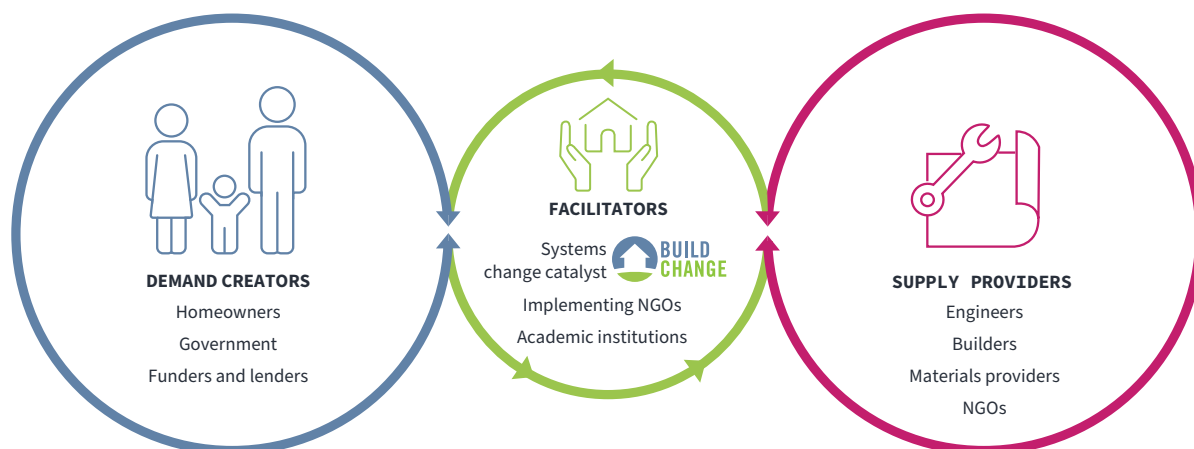 DEMAND CREATORS
Homeowners
Government
Funders and lenders
FACILITATORS
Systems
change catalyst
BUILD
CHANGE
Implementing NGOs
Academic institutions
SUPPLY PROVIDERS
Engineers
Builders
Materials providers
NGOs